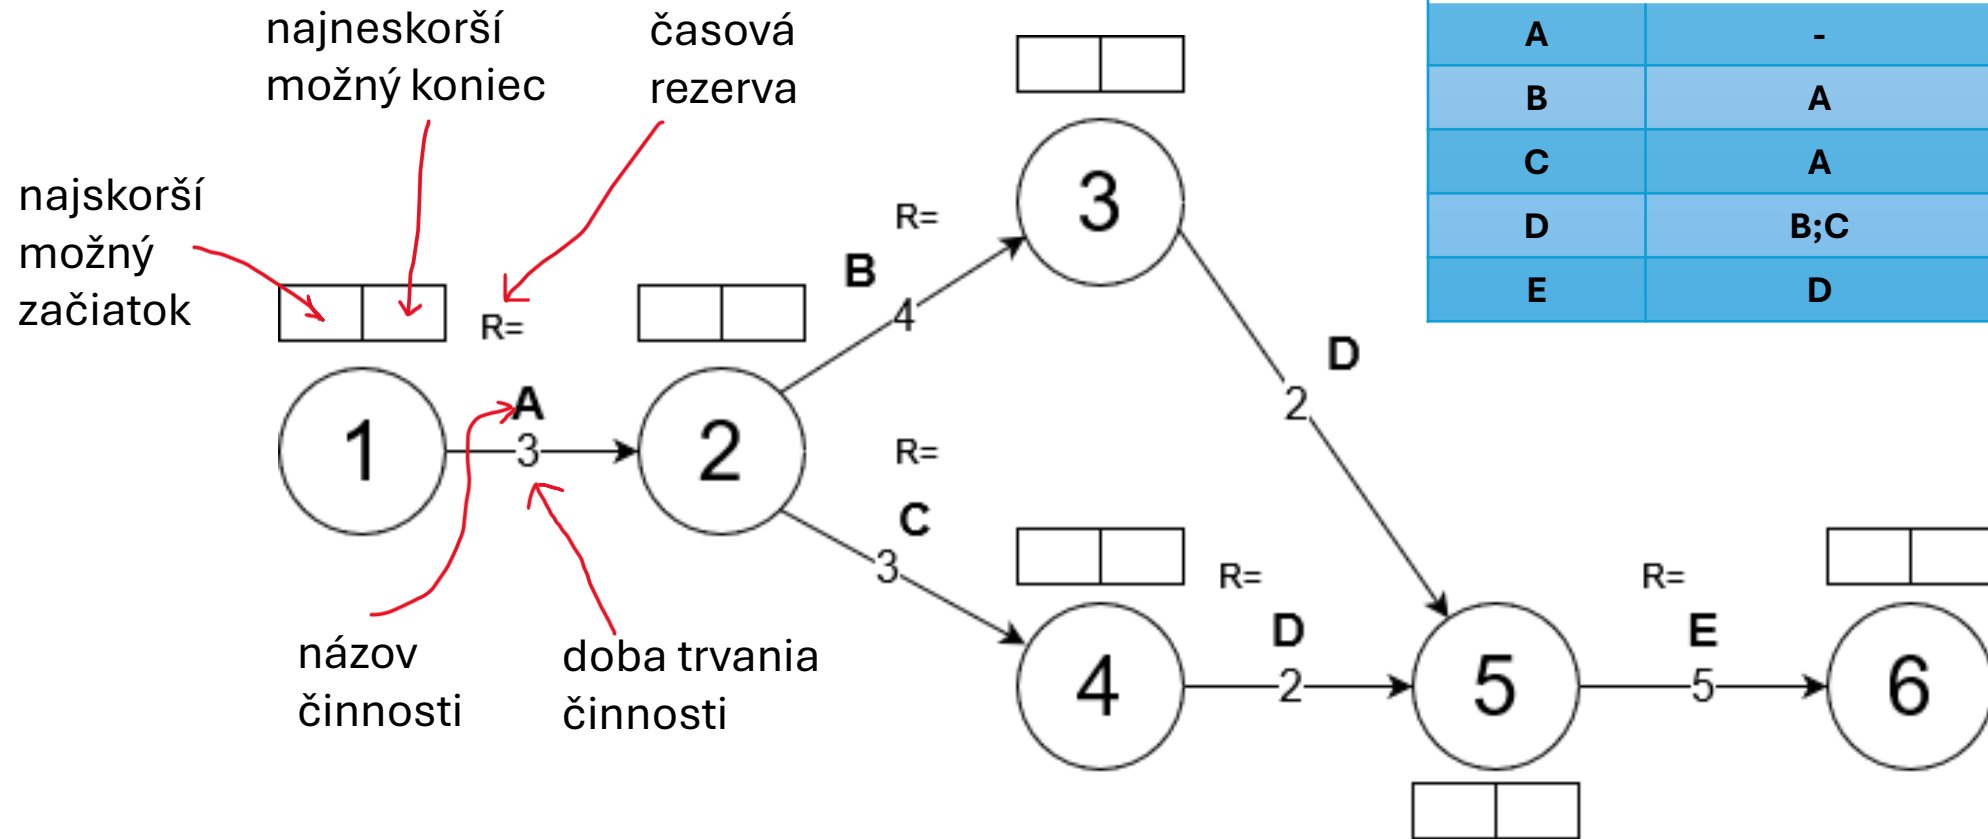 najneskorší
možný koniec
časová
rezerva
najskorší
možný
začiatok
A -
B A
C A
D B;C
E D
R=
3
R=
B
4
D
2
R=
A
3
1
2
R=
C
3
R=
D
2
4
5
R=
E
5
6
názov
činnosti
doba trvania
činnosti